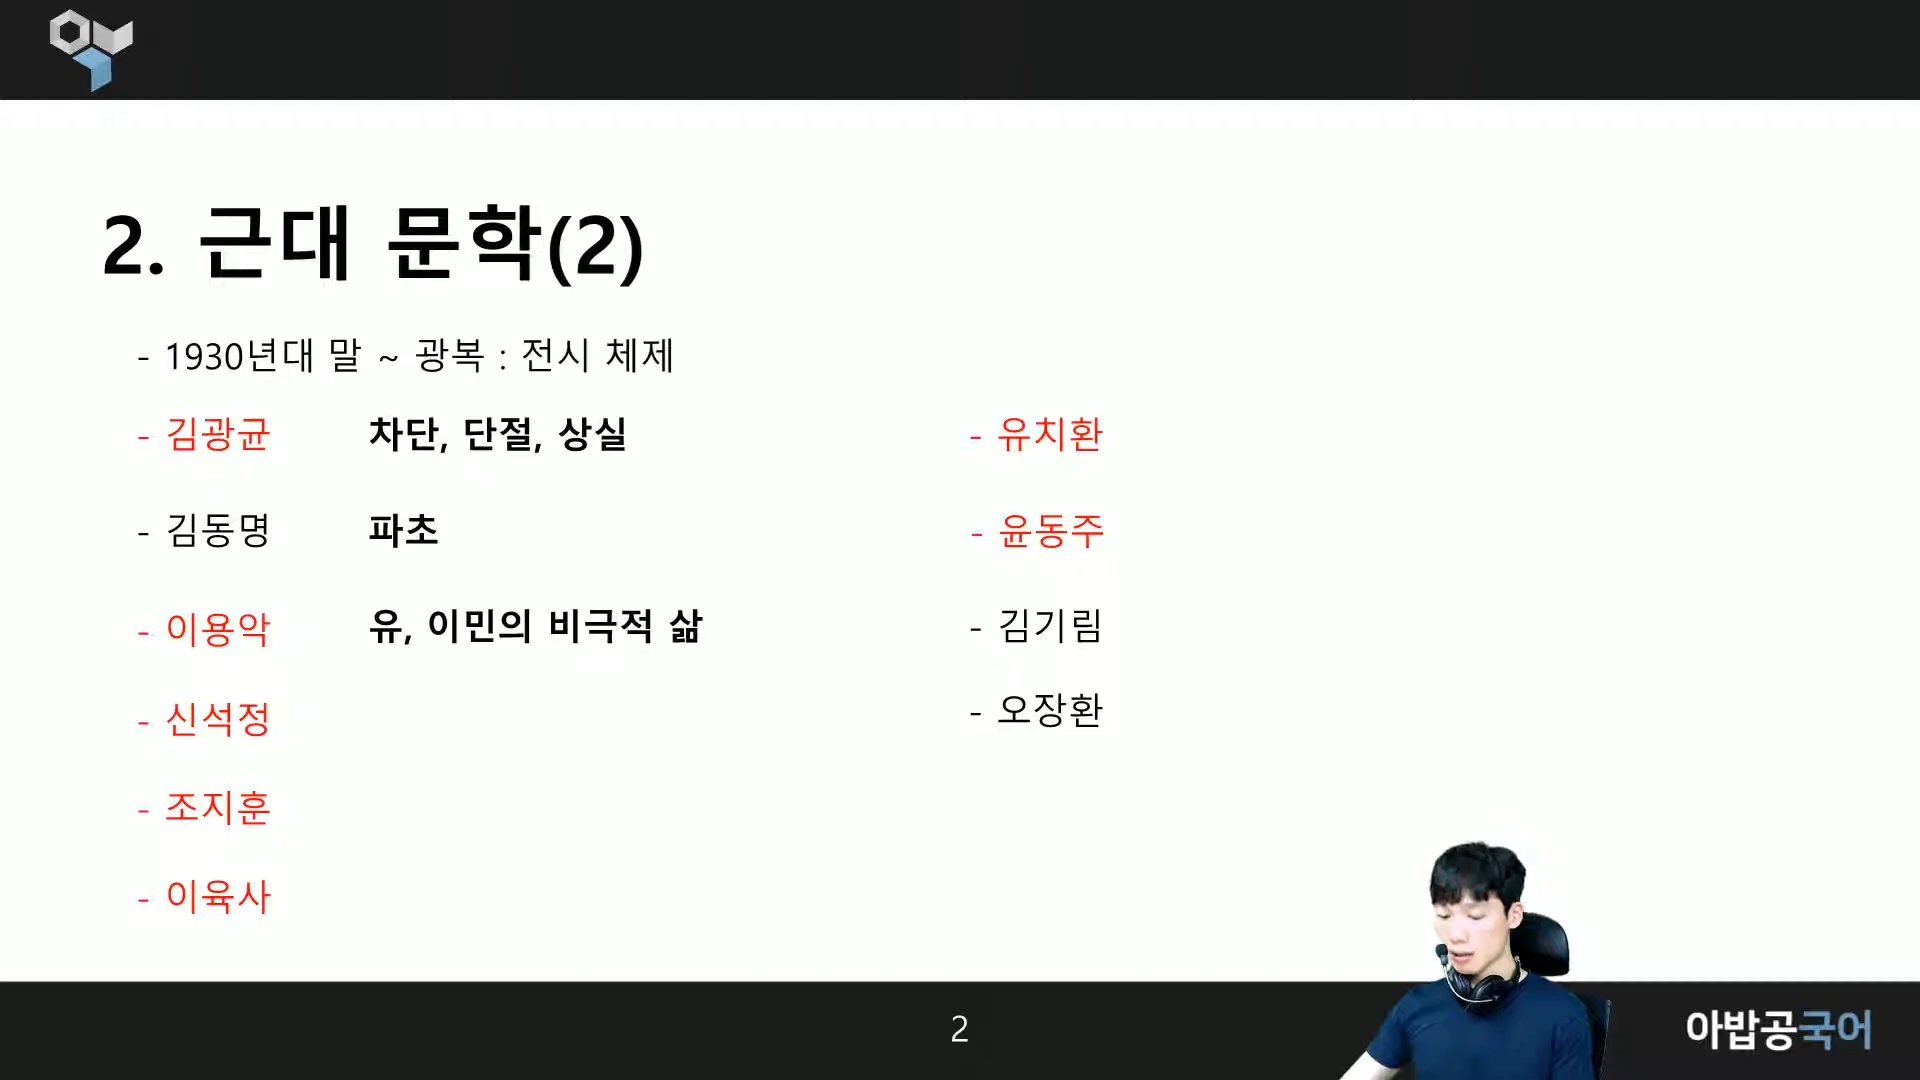 2. 근대 문학(2)
- 1930년대 말 ~ 광복 : 전시 체제
- 김광균 차단, 단절, 상실
- 김동명 파초
- 이용악 유, 이민의 비극적 삶
- 신석정
- 조지훈
- 이육사
- 유치환
- 윤동주
- 김기림
- 오장환
2
아밥공국어